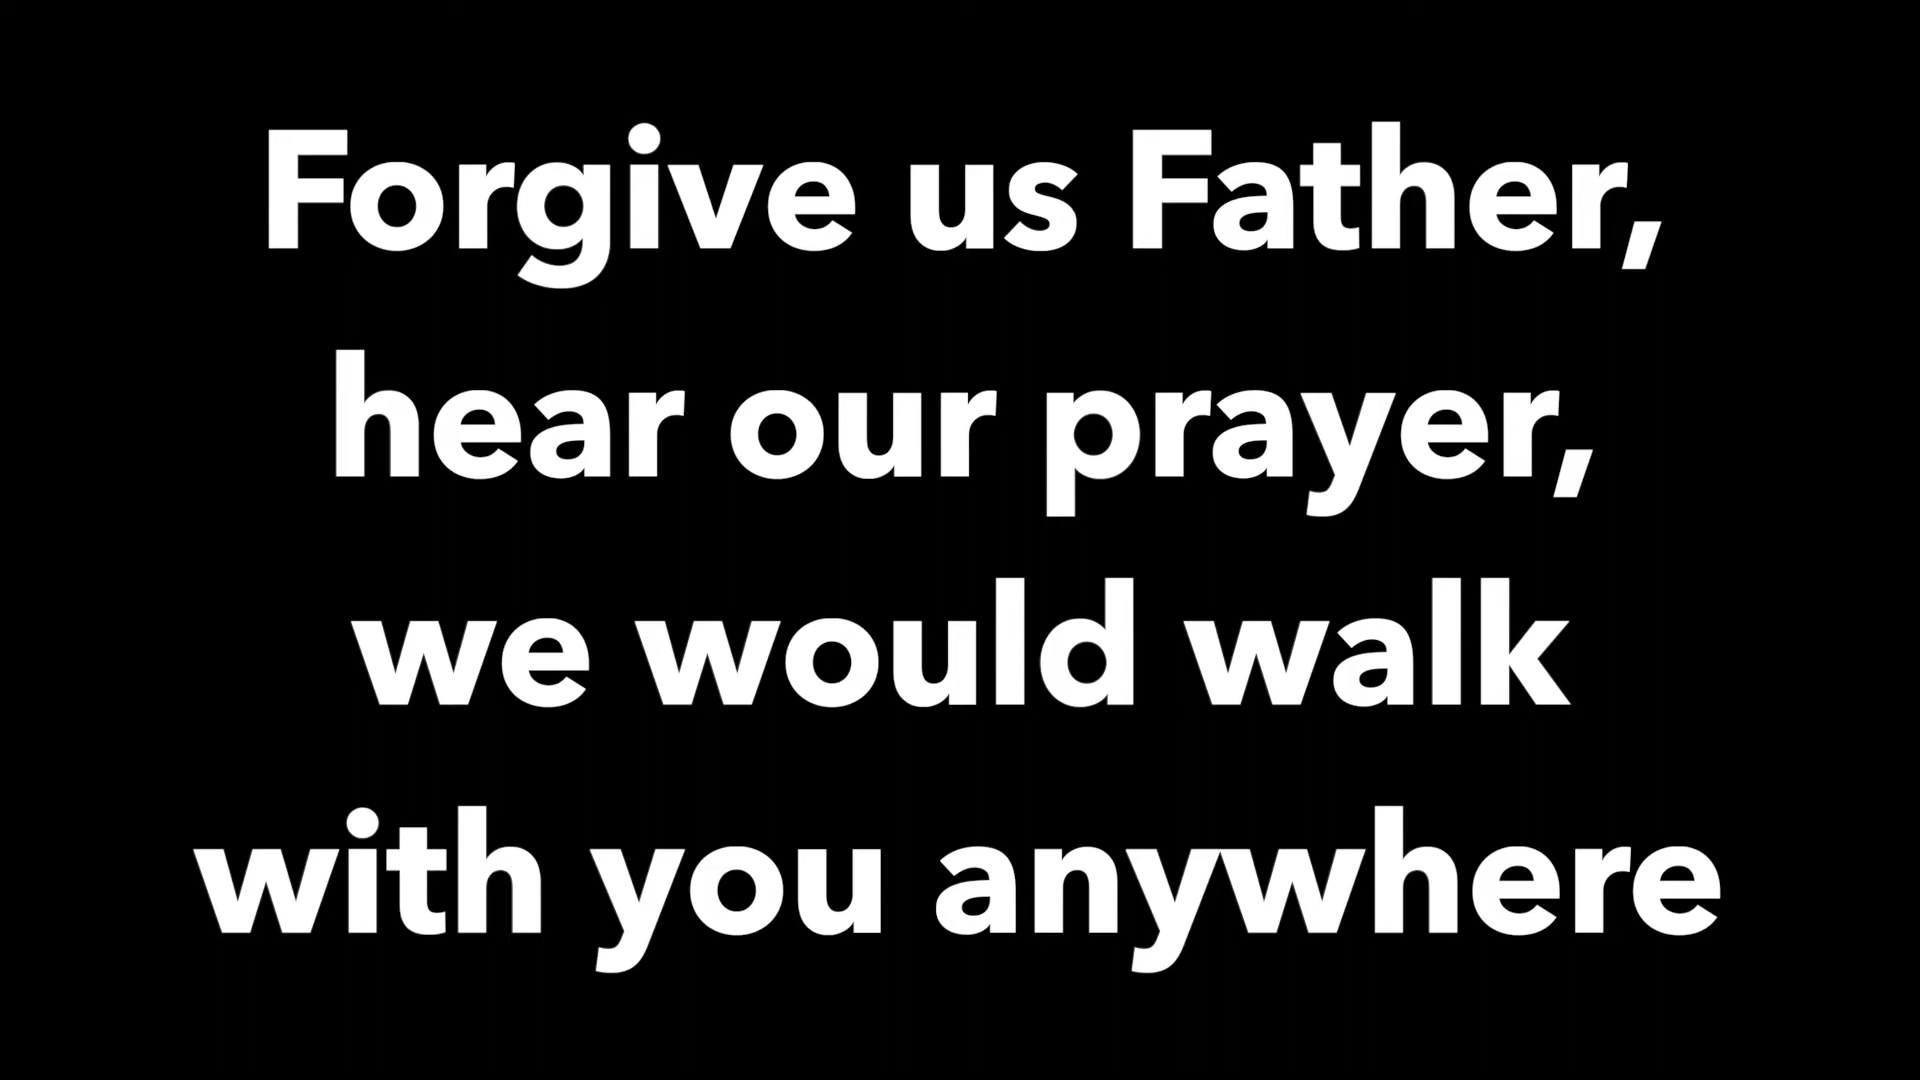 Forgive us Father,
hear our prayer,
we would walk
with you anywhere